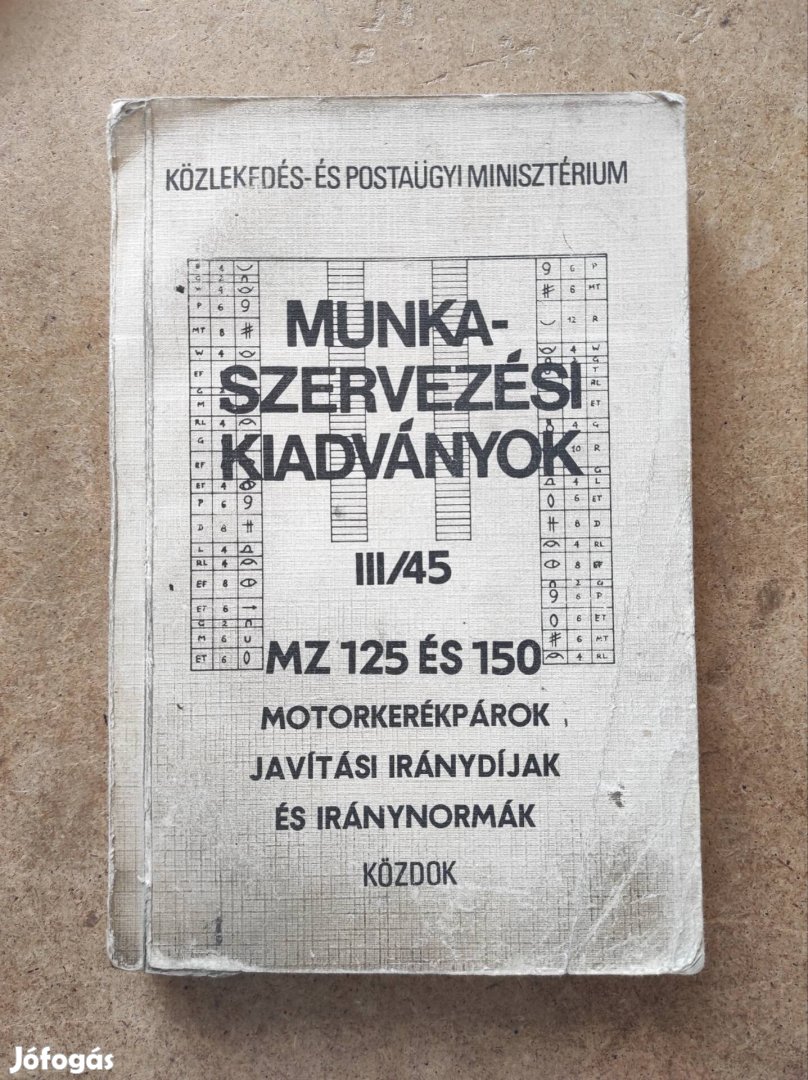 KÖZLEKEDÉS- ÉS POSTAÜGYI MINISZTÉRIUM
MUNKA-
SZERVEZÉSI
KIADVÁNYOK
III/45
MZ 125 ÉS 150
MOTORKERÉKPÁROK
JAVÍTÁSI IRÁNYDÍJAK
ÉS IRÁNYNORMÁK
KÖZDOK
Jófogás